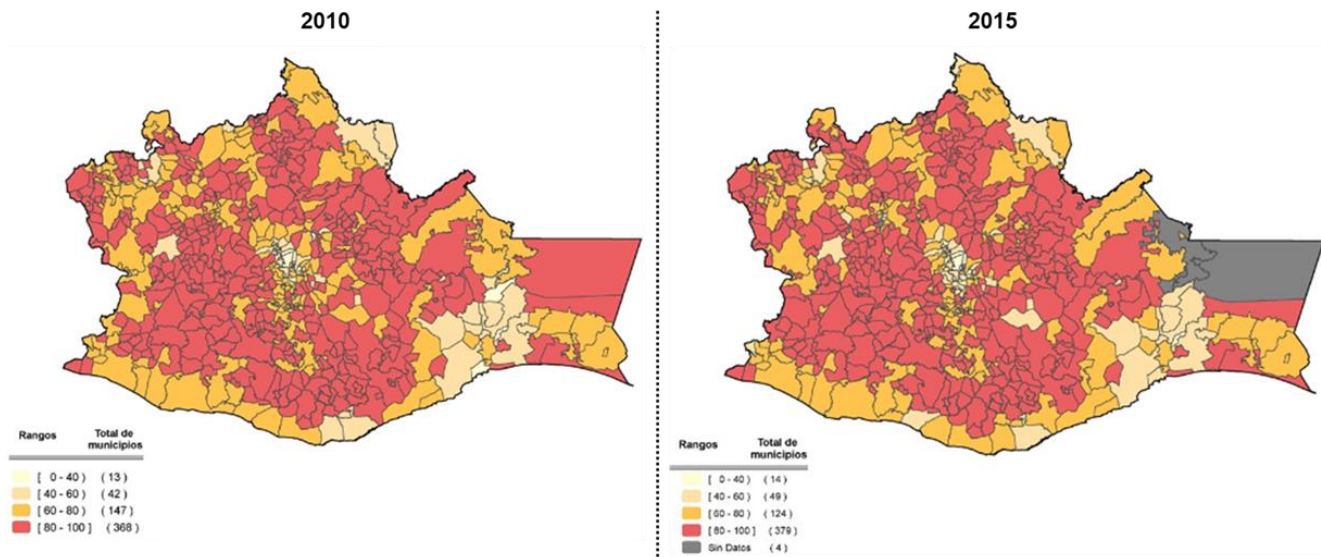 2010
2015
Rangos Total de municipios
[ 0 - 40 ) ( 13 )
[ 40 - 60 ) ( 42 )
[ 60 - 80 ) ( 147 )
[ 80 - 100 ] ( 368 )
Rangos Total de municipios
[ 0 - 40 ) ( 14 )
[ 40 - 60 ) ( 49 )
[ 60 - 80 ) ( 124 )
[ 80 - 100 ] ( 379 )
Sin Datos ( 4 )